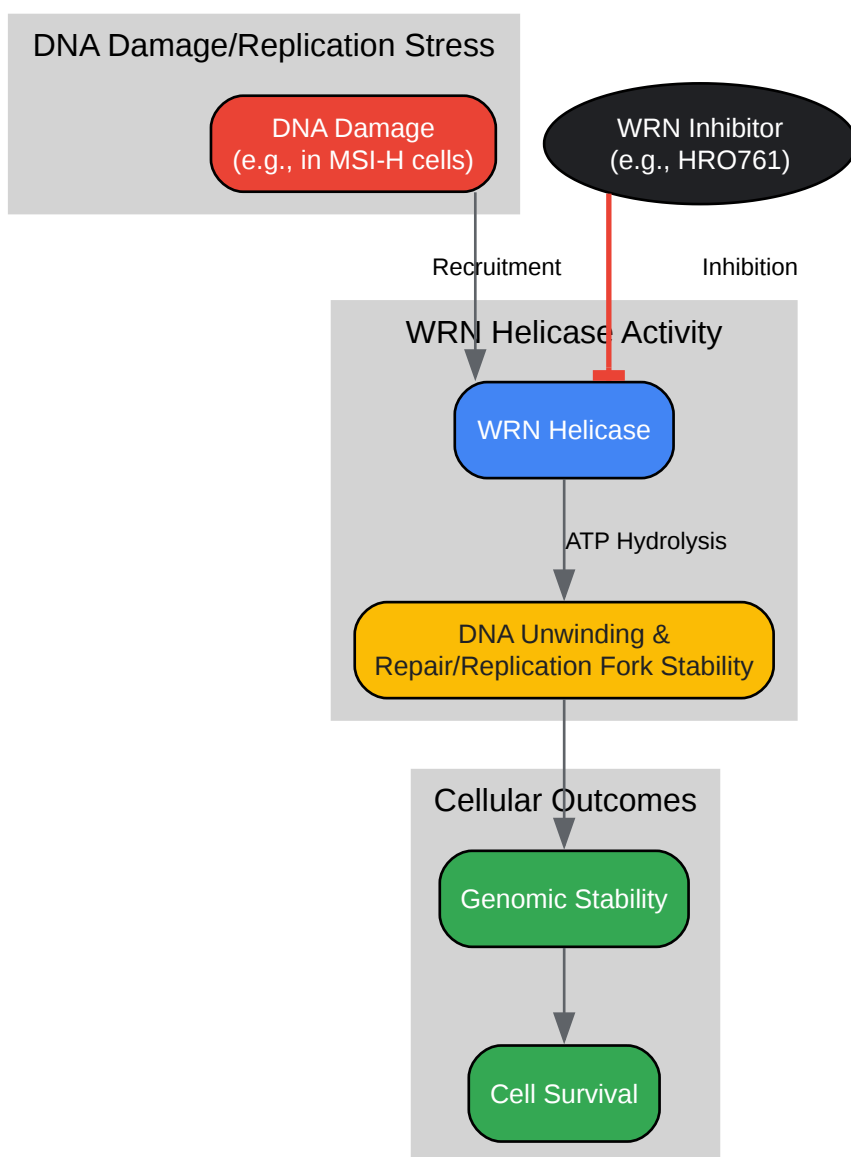 DNA Damage/Replication Stress
DNA Damage
(e.g., in MSI-H cells)
WRN Inhibitor
(e.g., HRO761)
Recruitment
Inhibition
WRN Helicase Activity
WRN Helicase
ATP Hydrolysis
DNA Unwinding &
Repair/Replication Fork Stability
Cellular Outcomes
Genomic Stability
Cell Survival